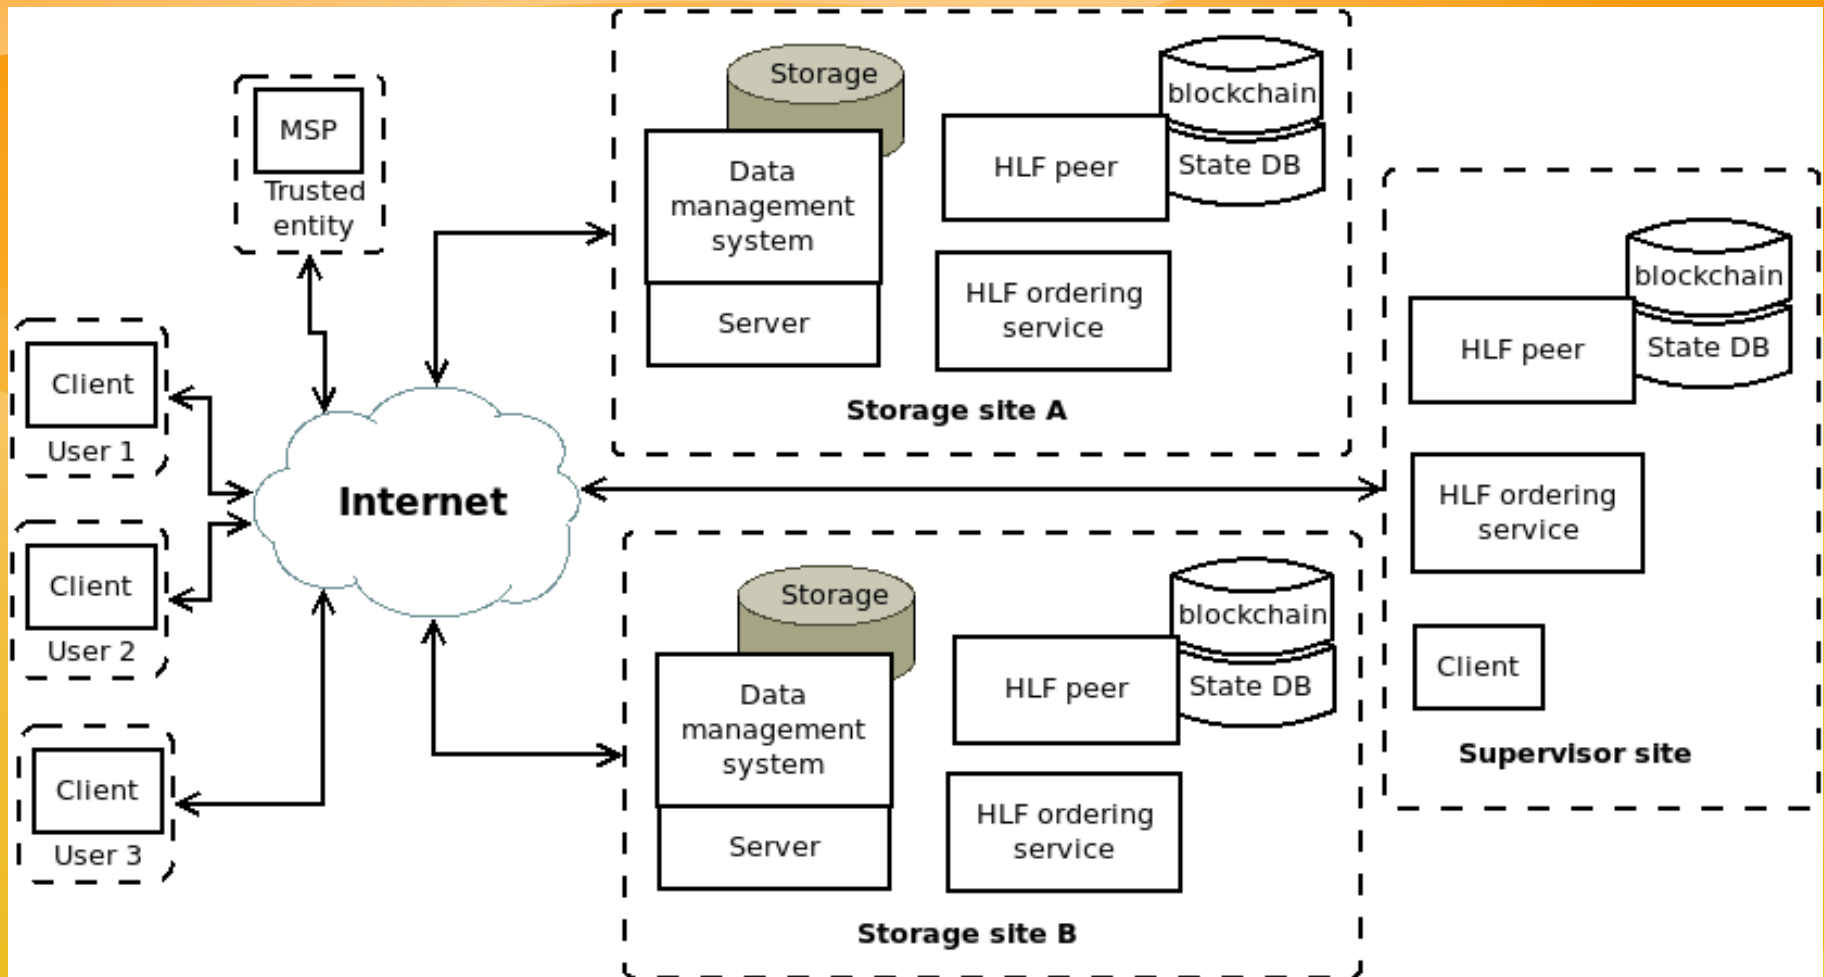 MSP
Trusted
entity
Client
User 1
Client
User 2
Client
User 3
Internet
Storage
Data
management
system
Server
HLF peer
blockchain
State DB
HLF ordering
service
Storage site A
Storage
Data
management
system
Server
HLF peer
blockchain
State DB
HLF ordering
service
Storage site B
blockchain
State DB
HLF peer
HLF ordering
service
Client
Supervisor site